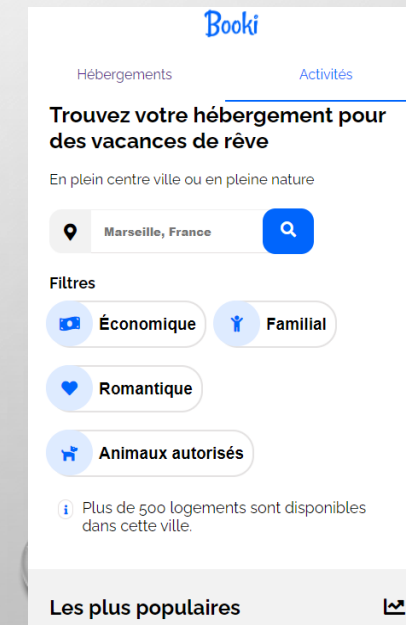 Booki
Hébergements Activités
Trouvez votre hébergement pour
des vacances de rêve
En plein centre ville ou en pleine nature
Marseille, France
Filtres
Économique Familial
Romantique
Animaux autorisés
Plus de 500 logements sont disponibles
dans cette ville.
Les plus populaires